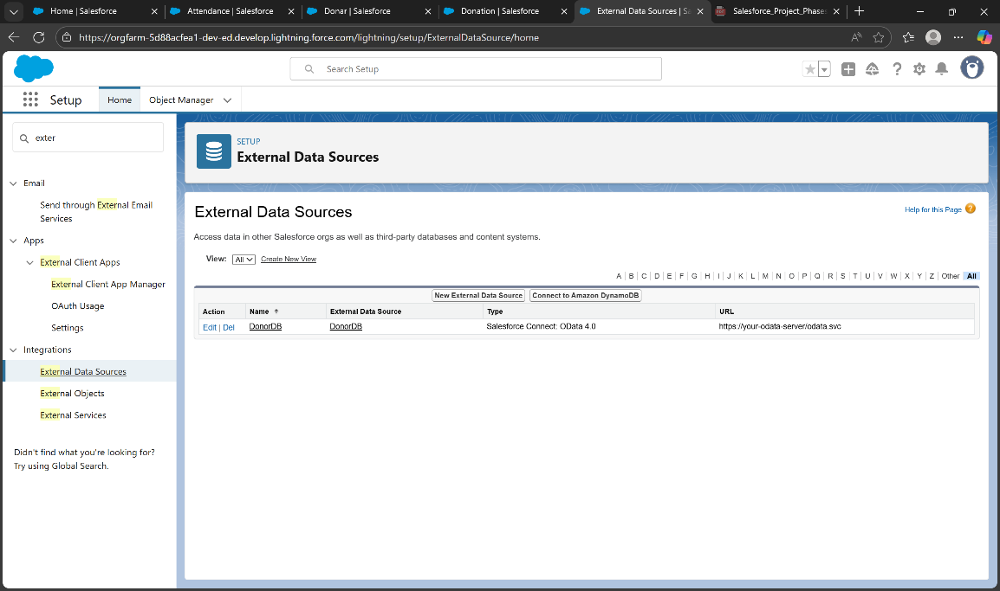 Home | Salesforce
Attendance | Salesforce
Donar | Salesforce
Donation | Salesforce
External Data Sources | Sa
Salesforce_Project_Phase
https://orgfarm-5d88acfea1-dev-ed.develop.lightning.force.com/lightning/setup/ExternalDataSource/home
Search Setup
Setup
Home
Object Manager
exter
Email
Send through External Email
Services
Apps
External Client Apps
External Client App Manager
OAuth Usage
Settings
Integrations
External Data Sources
External Objects
External Services
Didn't find what you're looking for?
Try using Global Search.
SETUP
External Data Sources
External Data Sources
Help for this Page ?
Access data in other Salesforce orgs as well as third-party databases and content systems.
View: All Create New View
A | B | C | D | E | F | G | H | I | J | K | L | M | N | O | P | Q | R | S | T | U | V | W | X | Y | Z | Other | All
New External Data Source Connect to Amazon DynamoDB
Action Name ↑ External Data Source Type URL
Edit | Del DonorDB DonorDB Salesforce Connect: OData 4.0 https://your-odata-server/odata.svc